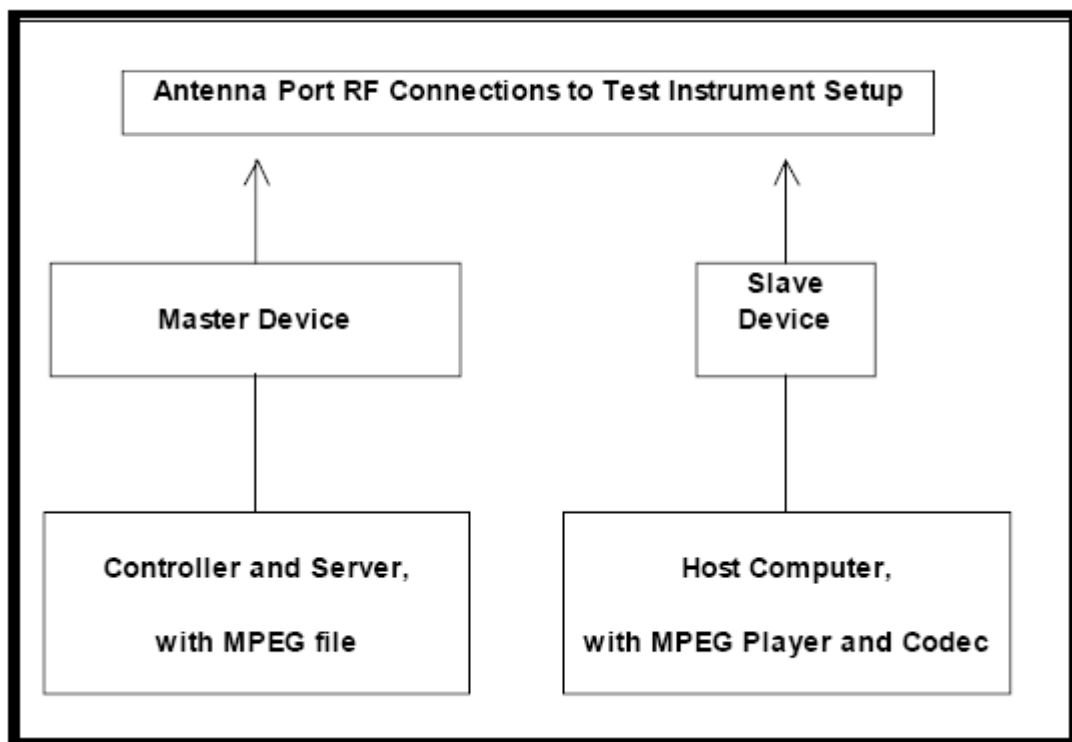 Antenna Port RF Connections to Test Instrument Setup
Master Device
Slave
Device
Controller and Server,
with MPEG file
Host Computer,
with MPEG Player and Codec